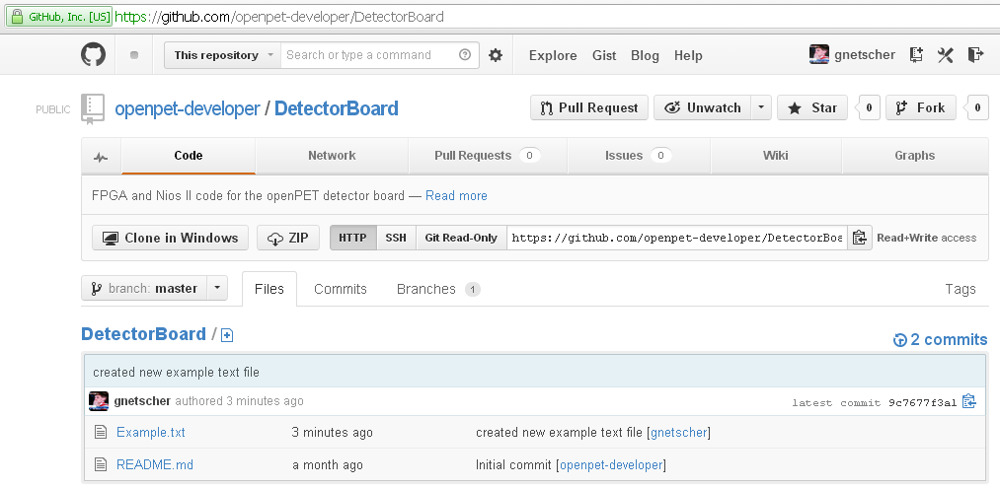 GitHub, Inc. [US] https://github.com/openpet-developer/DetectorBoard
This repository Search or type a command Explore Gist Blog Help gnetscher
PUBLIC openpet-developer / DetectorBoard Pull Request Unwatch Star 0 Fork 0
Code Network Pull Requests 0 Issues 0 Wiki Graphs
FPGA and Nios II code for the openPET detector board — Read more
Clone in Windows ZIP HTTP SSH Git Read-Only https://github.com/openpet-developer/DetectorBoa Read+Write access
branch: master Files Commits Branches 1 Tags
DetectorBoard /
2 commits
created new example text file
gnetscher authored 3 minutes ago latest commit 9c7677f3a1
Example.txt 3 minutes ago created new example text file [gnetscher]
README.md a month ago Initial commit [openpet-developer]